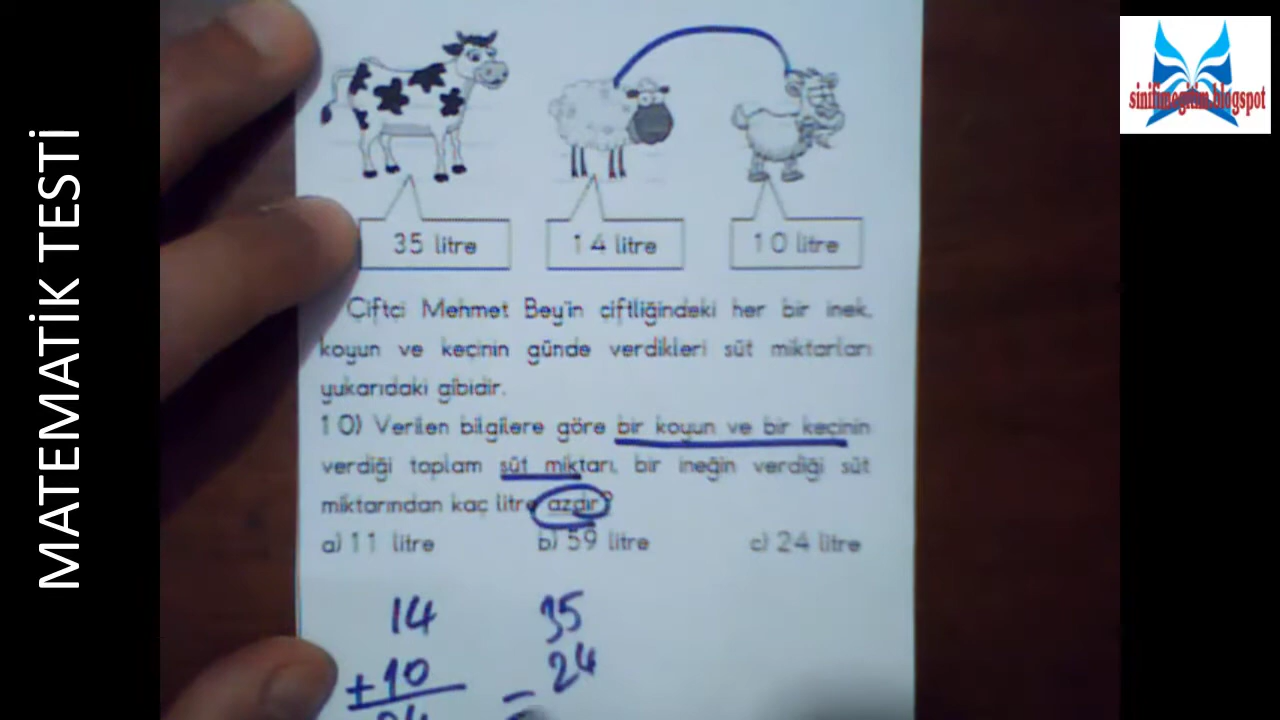 MATEMATİK TESTİ
sinifimegitim.blogspot
35 litre
14 litre
10 litre
Çiftçi Mehmet Bey'in çiftliğindeki her bir inek,
koyun ve keçinin günde verdikleri süt miktarları
yukarıdaki gibidir.
10) Verilen bilgilere göre bir koyun ve bir keçinin
verdiği toplam süt miktarı, bir ineğin verdiği süt
miktarından kaç litre azdır?
a) 11 litre b) 59 litre c) 24 litre
14
+10
24
35
- 24